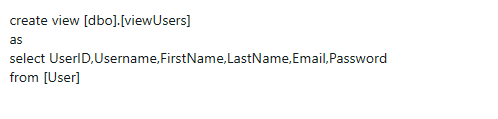 create view [dbo].[viewUsers]
as
select UserID,Username,FirstName,LastName,Email,Password
from [User]